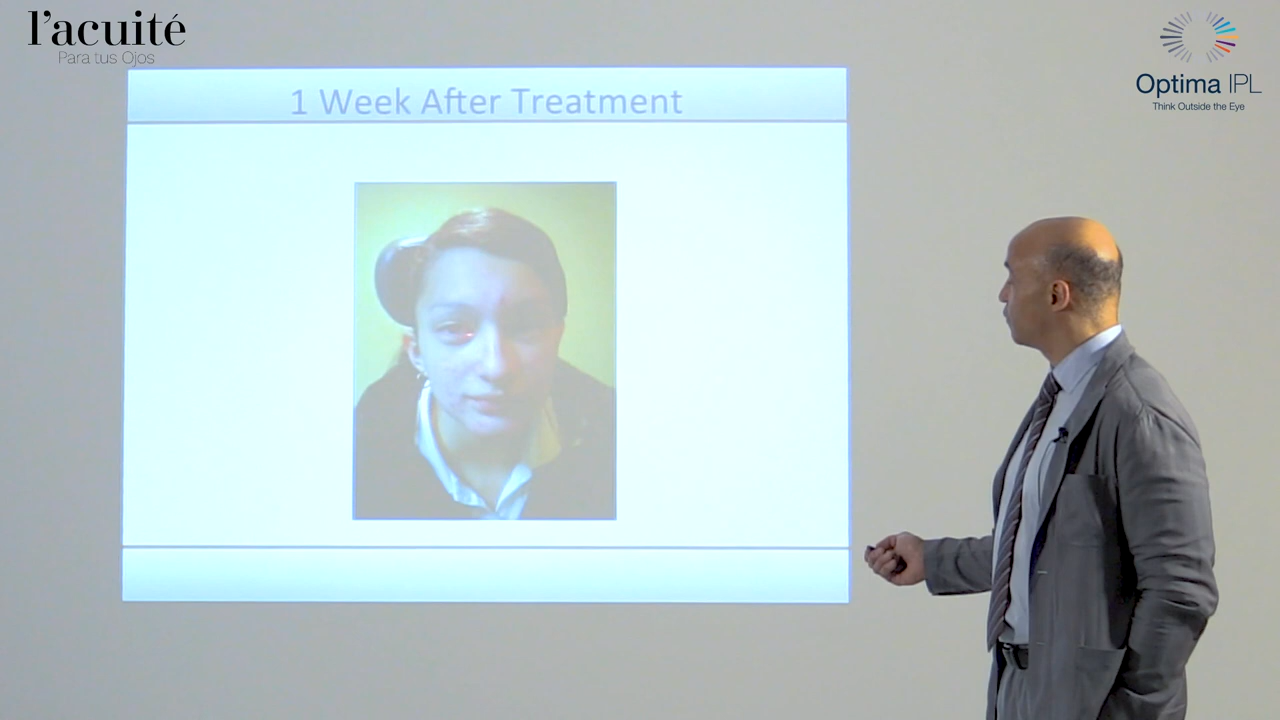 l'acuité
Para tus Ojos
Optima IPL
Think Outside the Eye
1 Week After Treatment